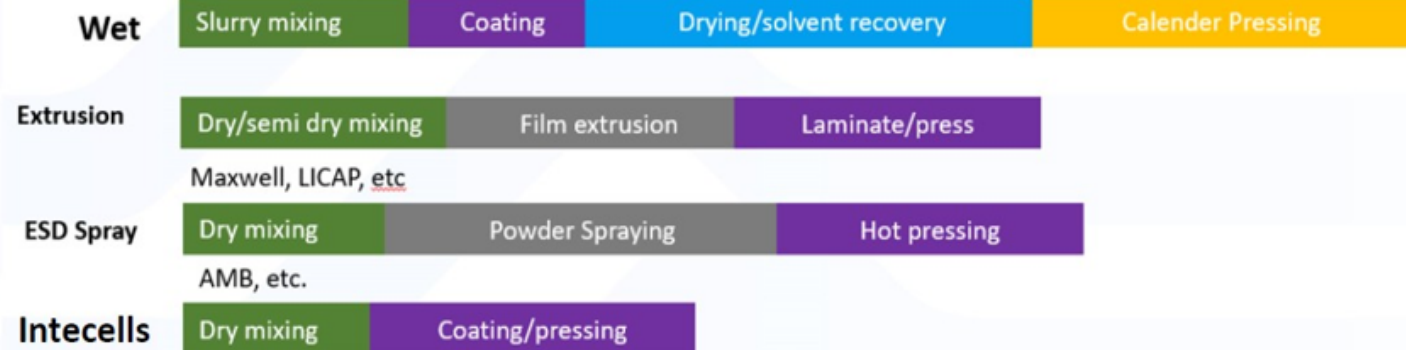 Wet Slurry mixing Coating Drying/solvent recovery Calender Pressing
Extrusion Dry/semi dry mixing Film extrusion Laminate/press
Maxwell, LICAP, etc
ESD Spray Dry mixing Powder Spraying Hot pressing
AMB, etc.
Intecells Dry mixing Coating/pressing